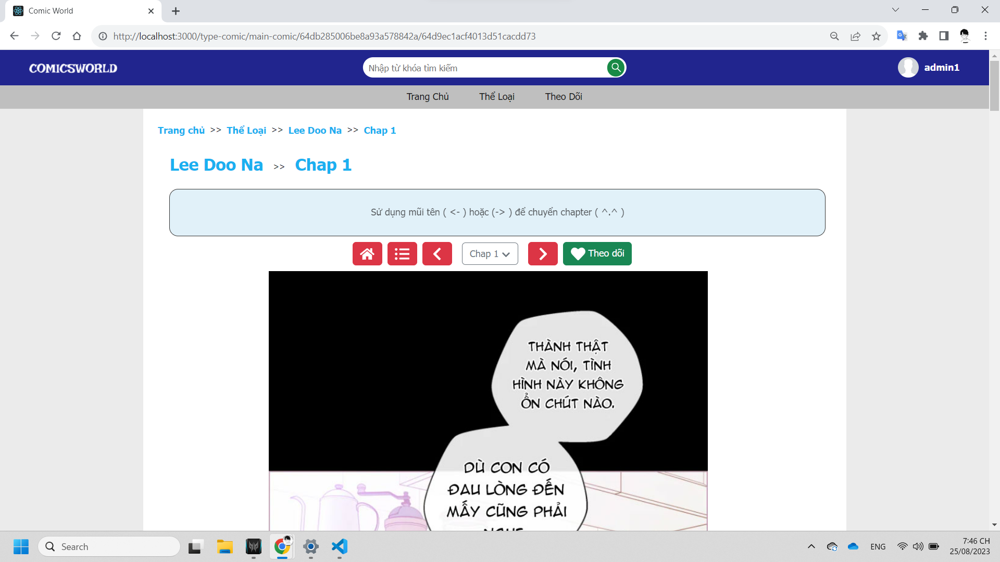 Comic World
http://localhost:3000/type-comic/main-comic/64db285006be8a93a578842a/64d9ec1acf4013d51cacdd73
COMICSWORLD
Nhập từ khóa tìm kiếm
admin1
Trang Chủ Thể Loại Theo Dõi
Trang chủ >> Thể Loại >> Lee Doo Na >> Chap 1
Lee Doo Na >> Chap 1
Sử dụng mũi tên ( <- ) hoặc (-> ) để chuyển chapter ( ^.^ )
Chap 1
Theo dõi
THÀNH THẬT
MÀ NÓI, TÌNH
HÌNH NÀY KHÔNG
ỔN CHÚT NÀO.
DÙ CON CÓ
ĐAU LÒNG ĐẾN
MẤY CŨNG PHẢI
Search
ENG
7:46 CH
25/08/2023